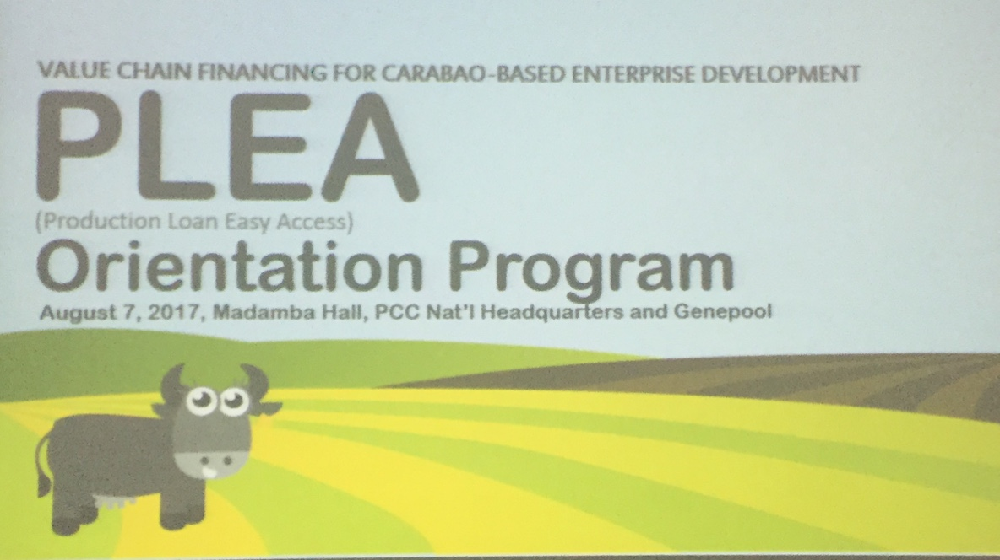 VALUE CHAIN FINANCING FOR CARABAO-BASED ENTERPRISE DEVELOPMENT
PLEA
(Production Loan Easy Access)
Orientation Program
August 7, 2017, Madamba Hall, PCC Nat'l Headquarters and Genepool